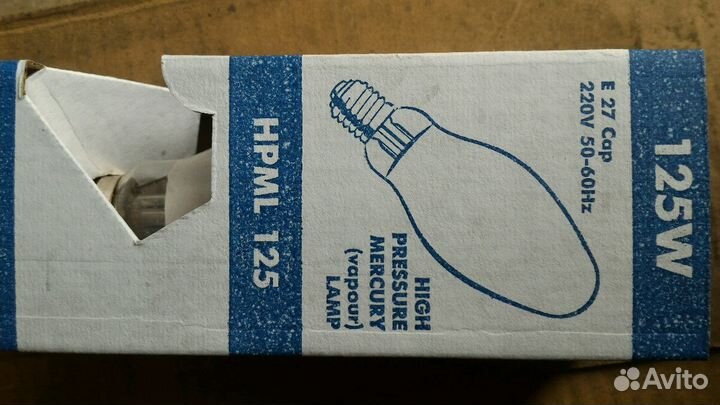 125W
E 27 Cap
220V 50-60Hz
HIGH
PRESSURE
MERCURY
(vapour)
LAMP
HPML 125
Avito